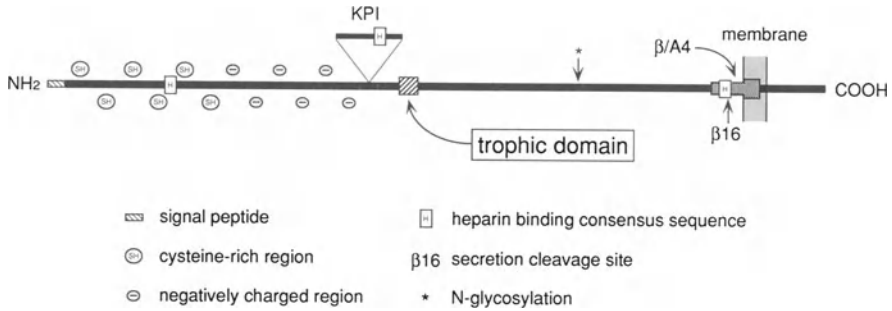 KPI
β/A4
membrane
*
SH SH SH − − −
NH₂
H
H
H
COOH
SH SH SH − − −
β16
trophic domain
signal peptide
H heparin binding consensus sequence
SH cysteine-rich region
β16 secretion cleavage site
⊖ negatively charged region
* N-glycosylation